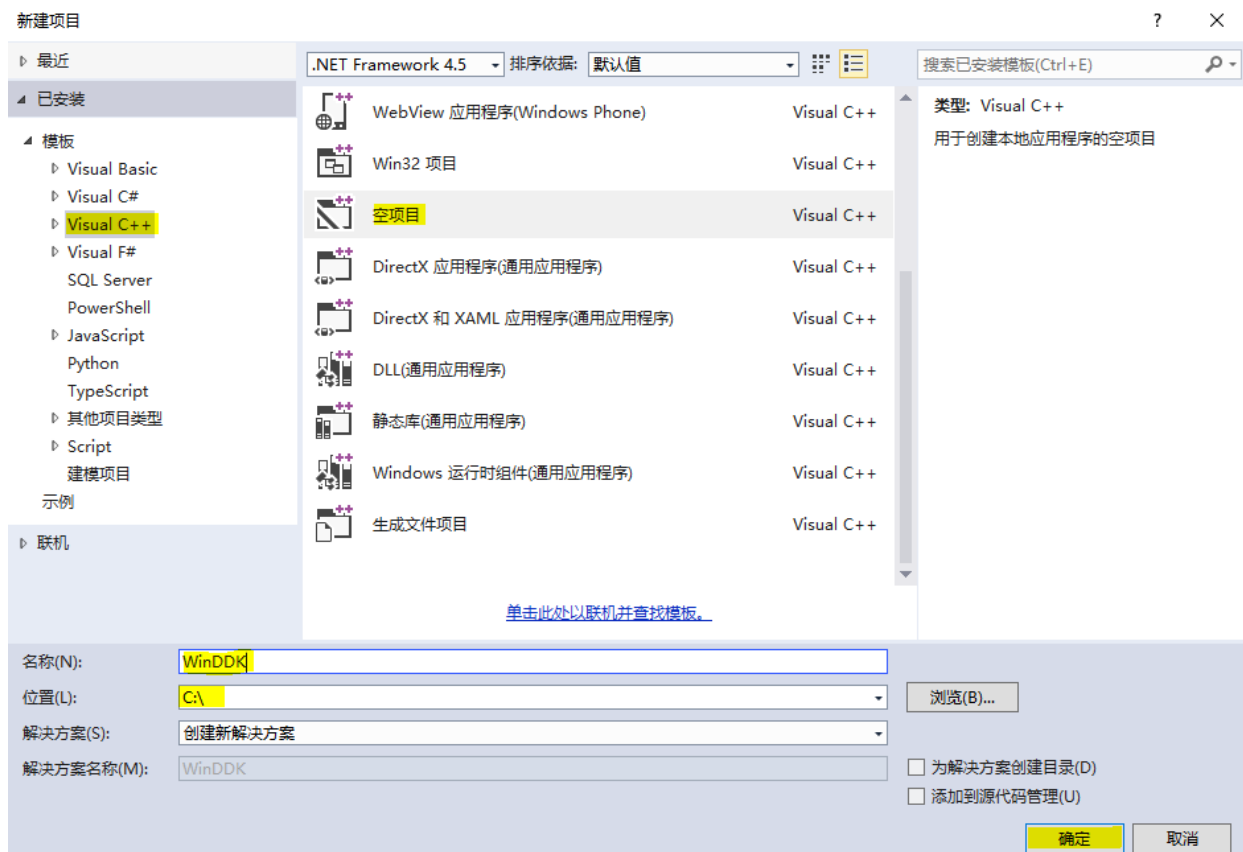 新建项目
?
最近
.NET Framework 4.5
排序依据:
默认值
搜索已安装模板(Ctrl+E)
已安装
模板
Visual Basic
Visual C#
Visual C++
Visual F#
SQL Server
PowerShell
JavaScript
Python
TypeScript
其他项目类型
Script
建模项目
示例
联机
WebView 应用程序(Windows Phone) Visual C++
Win32 项目 Visual C++
空项目 Visual C++
DirectX 应用程序(通用应用程序) Visual C++
DirectX 和 XAML 应用程序(通用应用程序) Visual C++
DLL(通用应用程序) Visual C++
静态库(通用应用程序) Visual C++
Windows 运行时组件(通用应用程序) Visual C++
生成文件项目 Visual C++
单击此处以联机并查找模板。
类型: Visual C++
用于创建本地应用程序的空项目
名称(N): WinDDK
位置(L): C:\ 浏览(B)...
解决方案(S): 创建新解决方案
解决方案名称(M): WinDDK
为解决方案创建目录(D)
添加到源代码管理(U)
确定 取消